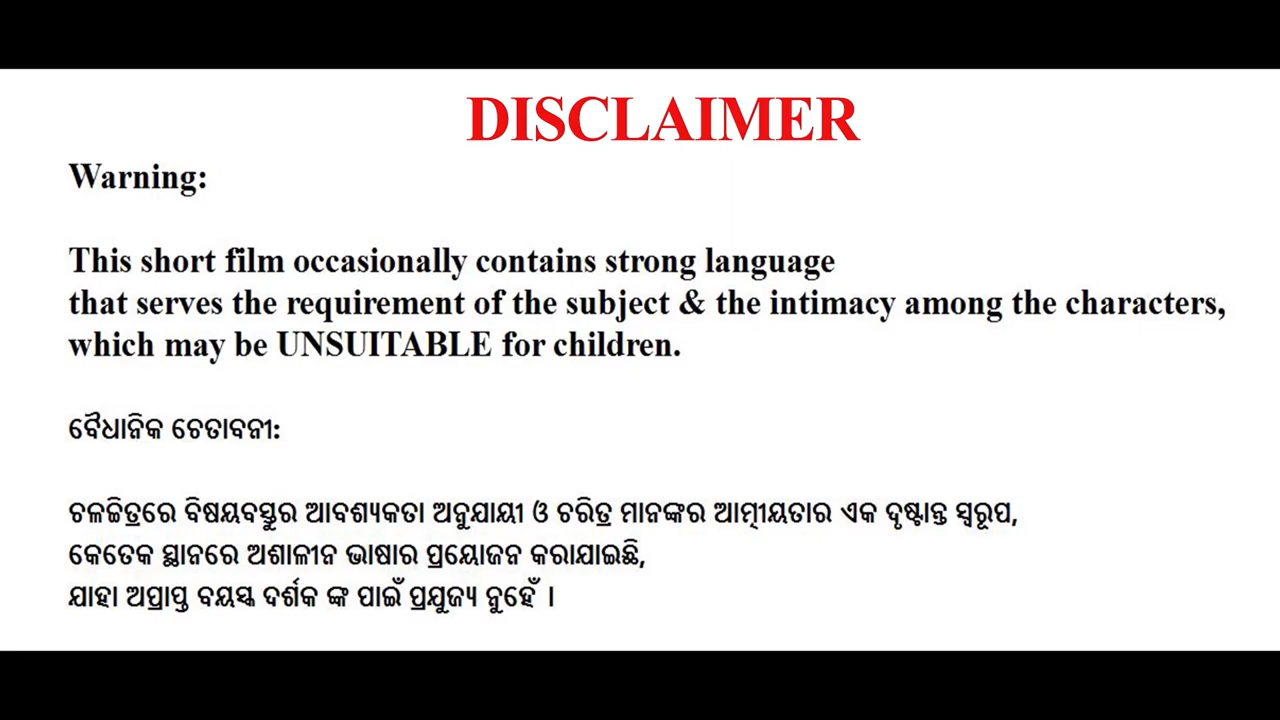 DISCLAIMER
Warning:
This short film occasionally contains strong language
that serves the requirement of the subject & the intimacy among the characters,
which may be UNSUITABLE for children.
ବୈଧାନିକ ଚେତାବନୀ:
ଚଳଚ୍ଚିତ୍ରରେ ବିଷୟବସ୍ତୁର ଆବଶ୍ୟକତା ଅନୁଯାୟୀ ଓ ଚରିତ୍ର ମାନଙ୍କର ଆତ୍ମୀୟତାର ଏକ ଦୃଷ୍ଟାନ୍ତ ସ୍ୱରୂପ,
କେତେକ ସ୍ଥାନରେ ଅଶାଳୀନ ଭାଷାର ପ୍ରୟୋଜନ କରାଯାଇଛି,
ଯାହା ଅପ୍ରାପ୍ତ ବୟସ୍କ ଦର୍ଶକ ଙ୍କ ପାଇଁ ପ୍ରଯୁଜ୍ୟ ନୁହେଁ ।